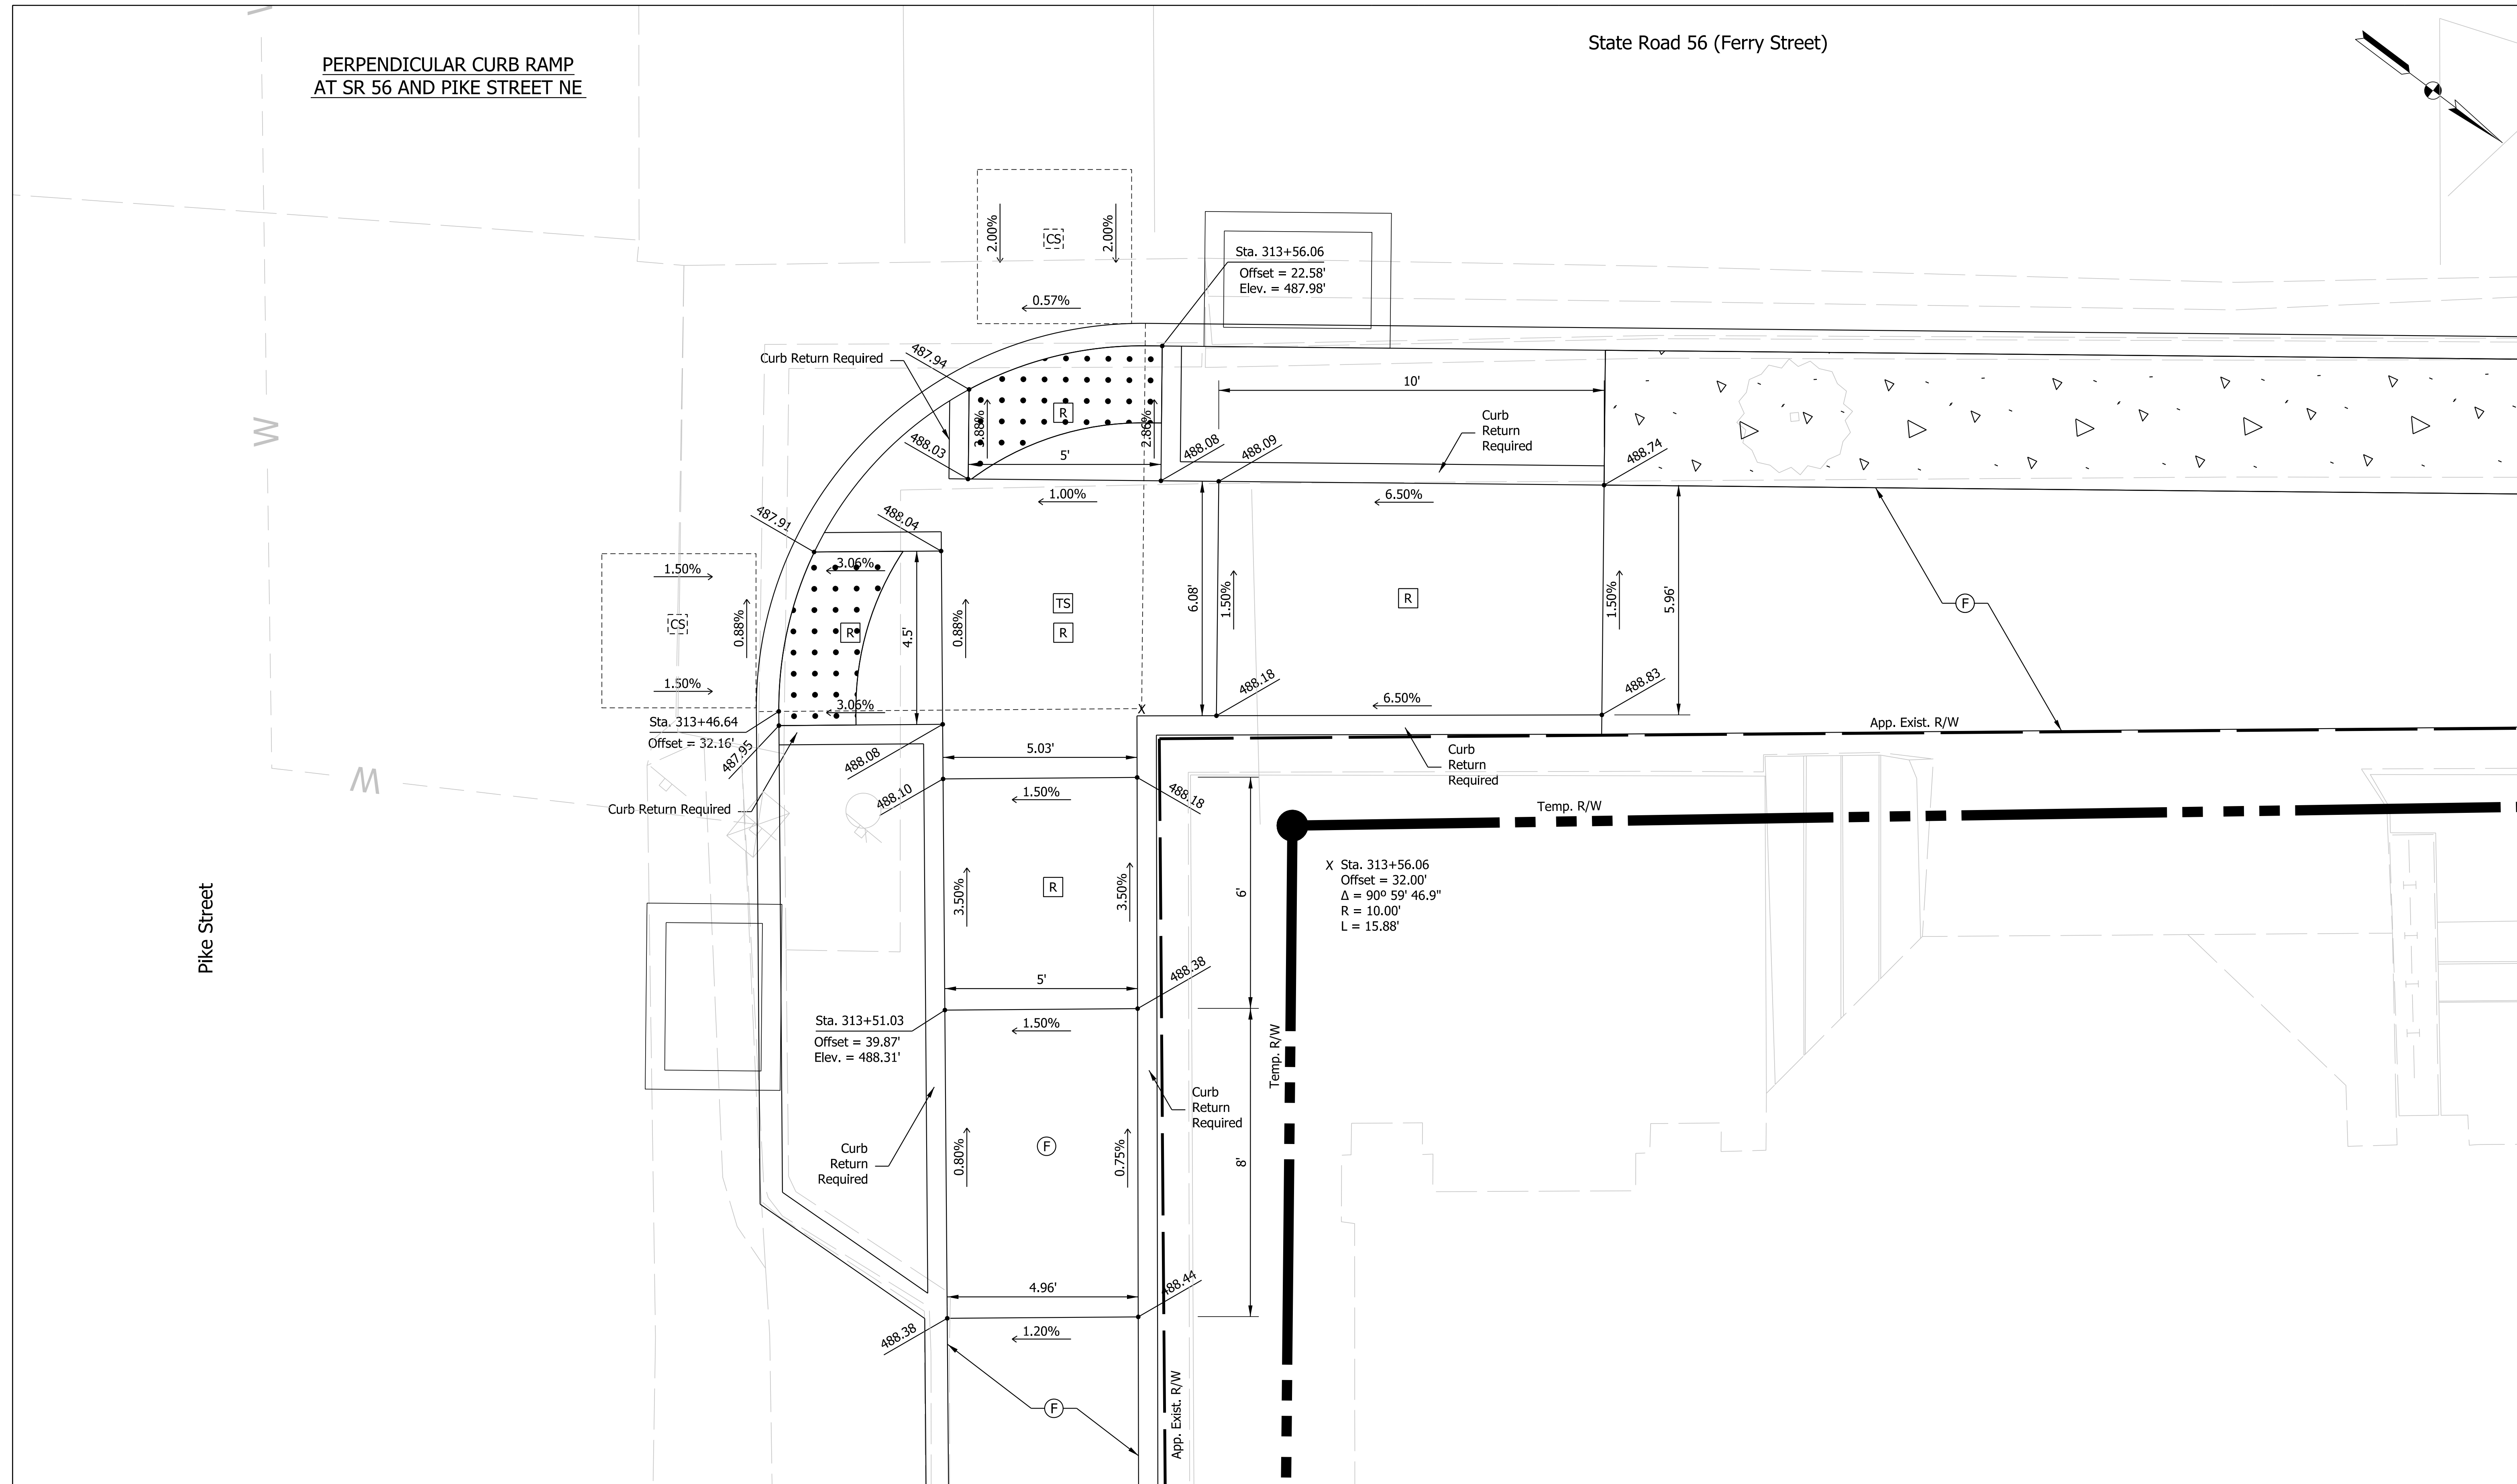 State Road 56 (Ferry Street)
PERPENDICULAR CURB RAMP
AT SR 56 AND PIKE STREET NE
2.00%
CS
2.00%
0.57%
Sta. 313+56.06
Offset = 22.58'
Elev. = 487.98'
Curb Return Required
487.94
R
2.86%
488.03
5'
488.08
488.09
10'
Curb
Return
Required
488.74
1.00%
6.50%
487.91
488.04
1.50%
CS
0.88%
1.50%
3.06%
R
4.5'
3.06%
0.88%
TS
R
6.08'
1.50%
R
1.50%
5.96'
F
488.18
488.83
6.50%
X
Sta. 313+46.64
Offset = 32.16'
487.95
488.08
Curb Return Required
5.03'
488.10
1.50%
488.18
Curb
Return
Required
App. Exist. R/W
Temp. R/W
W
W
Pike Street
3.50%
R
3.50%
6'
X Sta. 313+56.06
Offset = 32.00'
Δ = 90º 59' 46.9"
R = 10.00'
L = 15.88'
5'
488.38
Sta. 313+51.03
Offset = 39.87'
Elev. = 488.31'
1.50%
Temp. R/W
Curb
Return
Required
0.80%
F
0.75%
8'
Curb
Return
Required
4.96'
488.44
488.38
1.20%
F
App. Exist. R/W